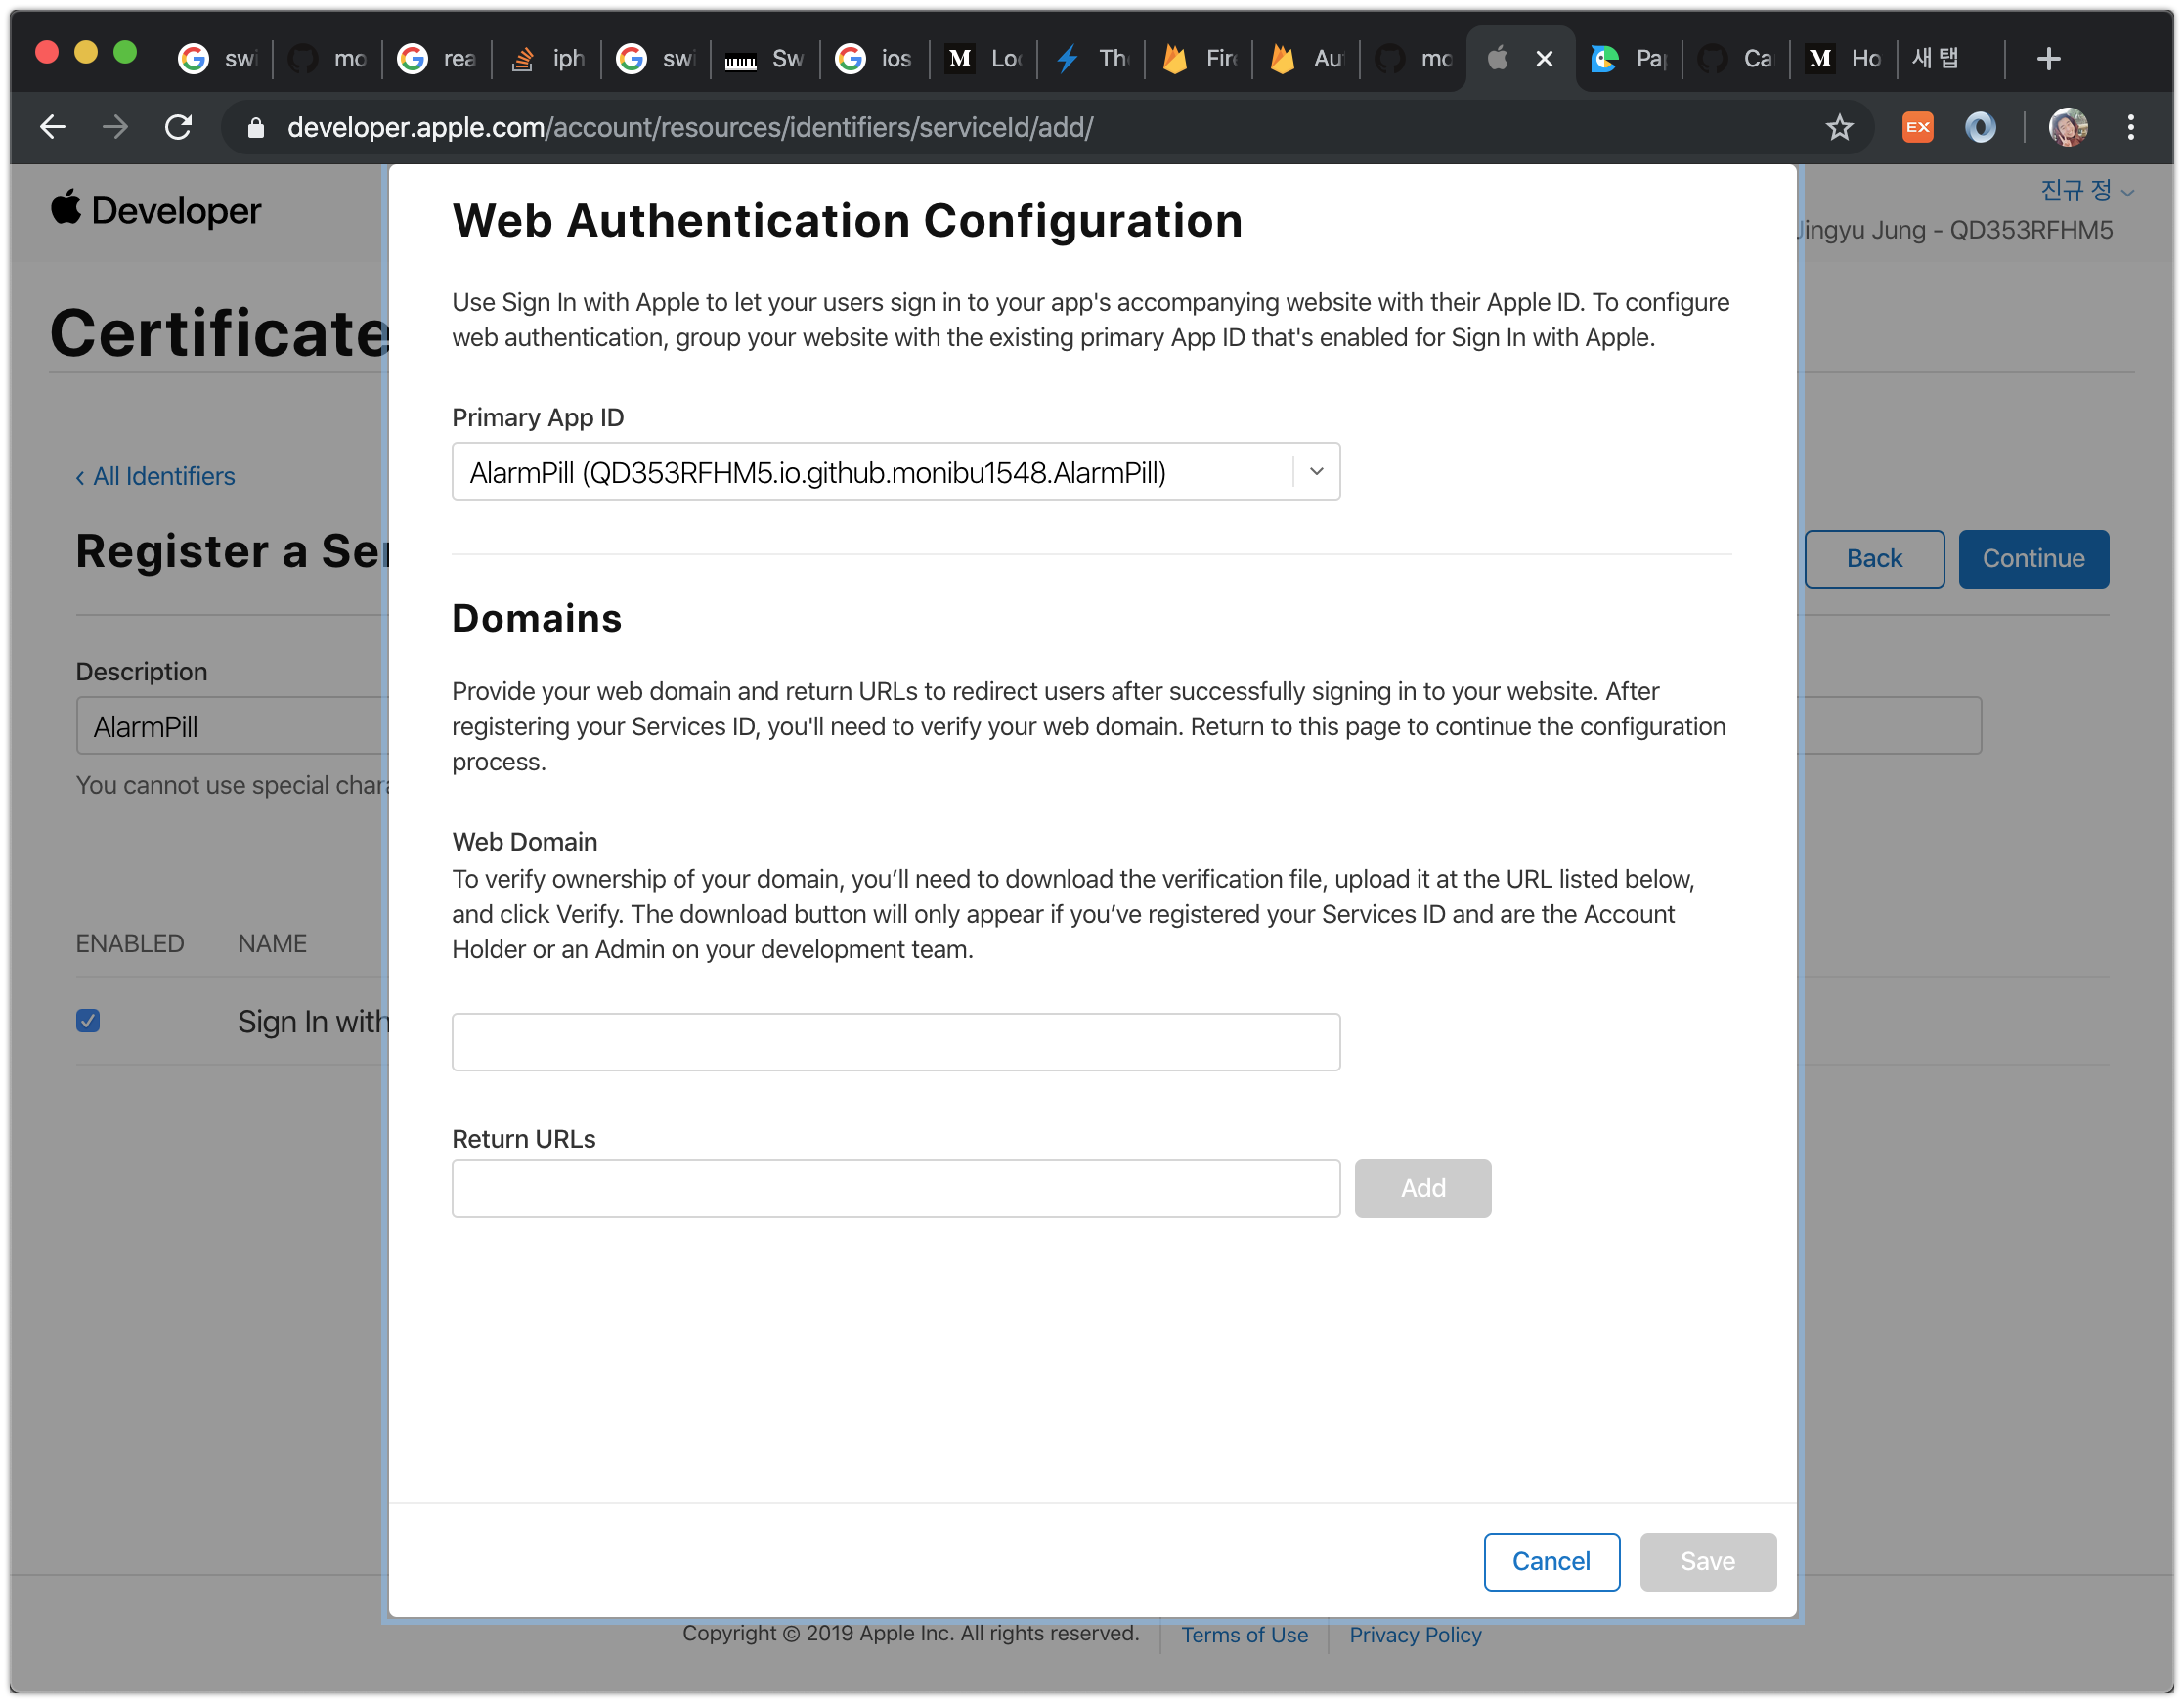 swi
mo
rea
iph
swi
Sw
ios
M
Loc
Th
Fire
Au
mo
Pap
Ca
M
Ho
새 탭
developer.apple.com/account/resources/identifiers/serviceId/add/
EX
Developer
진규 정
Jingyu Jung - QD353RFHM5
Certificate
‹ All Identifiers
Register a Ser
Back
Continue
Description
AlarmPill
You cannot use special chara
ENABLED
NAME
Sign In with
Web Authentication Configuration
Use Sign In with Apple to let your users sign in to your app's accompanying website with their Apple ID. To configure
web authentication, group your website with the existing primary App ID that's enabled for Sign In with Apple.
Primary App ID
AlarmPill (QD353RFHM5.io.github.monibu1548.AlarmPill)
Domains
Provide your web domain and return URLs to redirect users after successfully signing in to your website. After
registering your Services ID, you'll need to verify your web domain. Return to this page to continue the configuration
process.
Web Domain
To verify ownership of your domain, you’ll need to download the verification file, upload it at the URL listed below,
and click Verify. The download button will only appear if you’ve registered your Services ID and are the Account
Holder or an Admin on your development team.
Return URLs
Add
Cancel
Save
Copyright © 2019 Apple Inc. All rights reserved.
Terms of Use
Privacy Policy